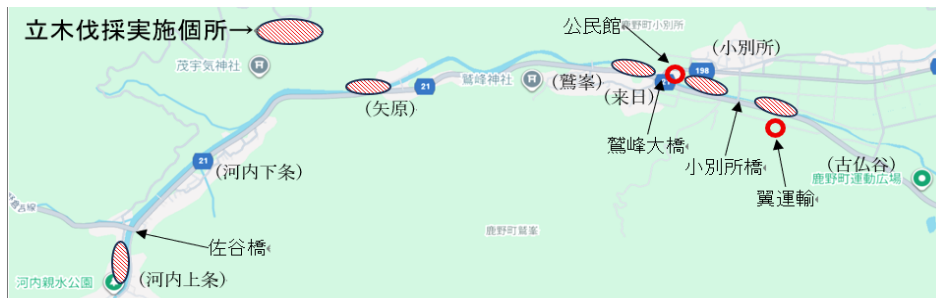 立木伐採実施個所→
公民館
鹿野町小別所
(小別所)
茂宇気神社
鷲峰神社
(鷲峯)
198
21
21
(来日)
(矢原)
鷲峰大橋
小別所橋
(古仏谷)
21
(河内下条)
鹿野町運動広場
翼運輸
鹿野町鷲峯
佐谷橋
河内親水公園
(河内上条)